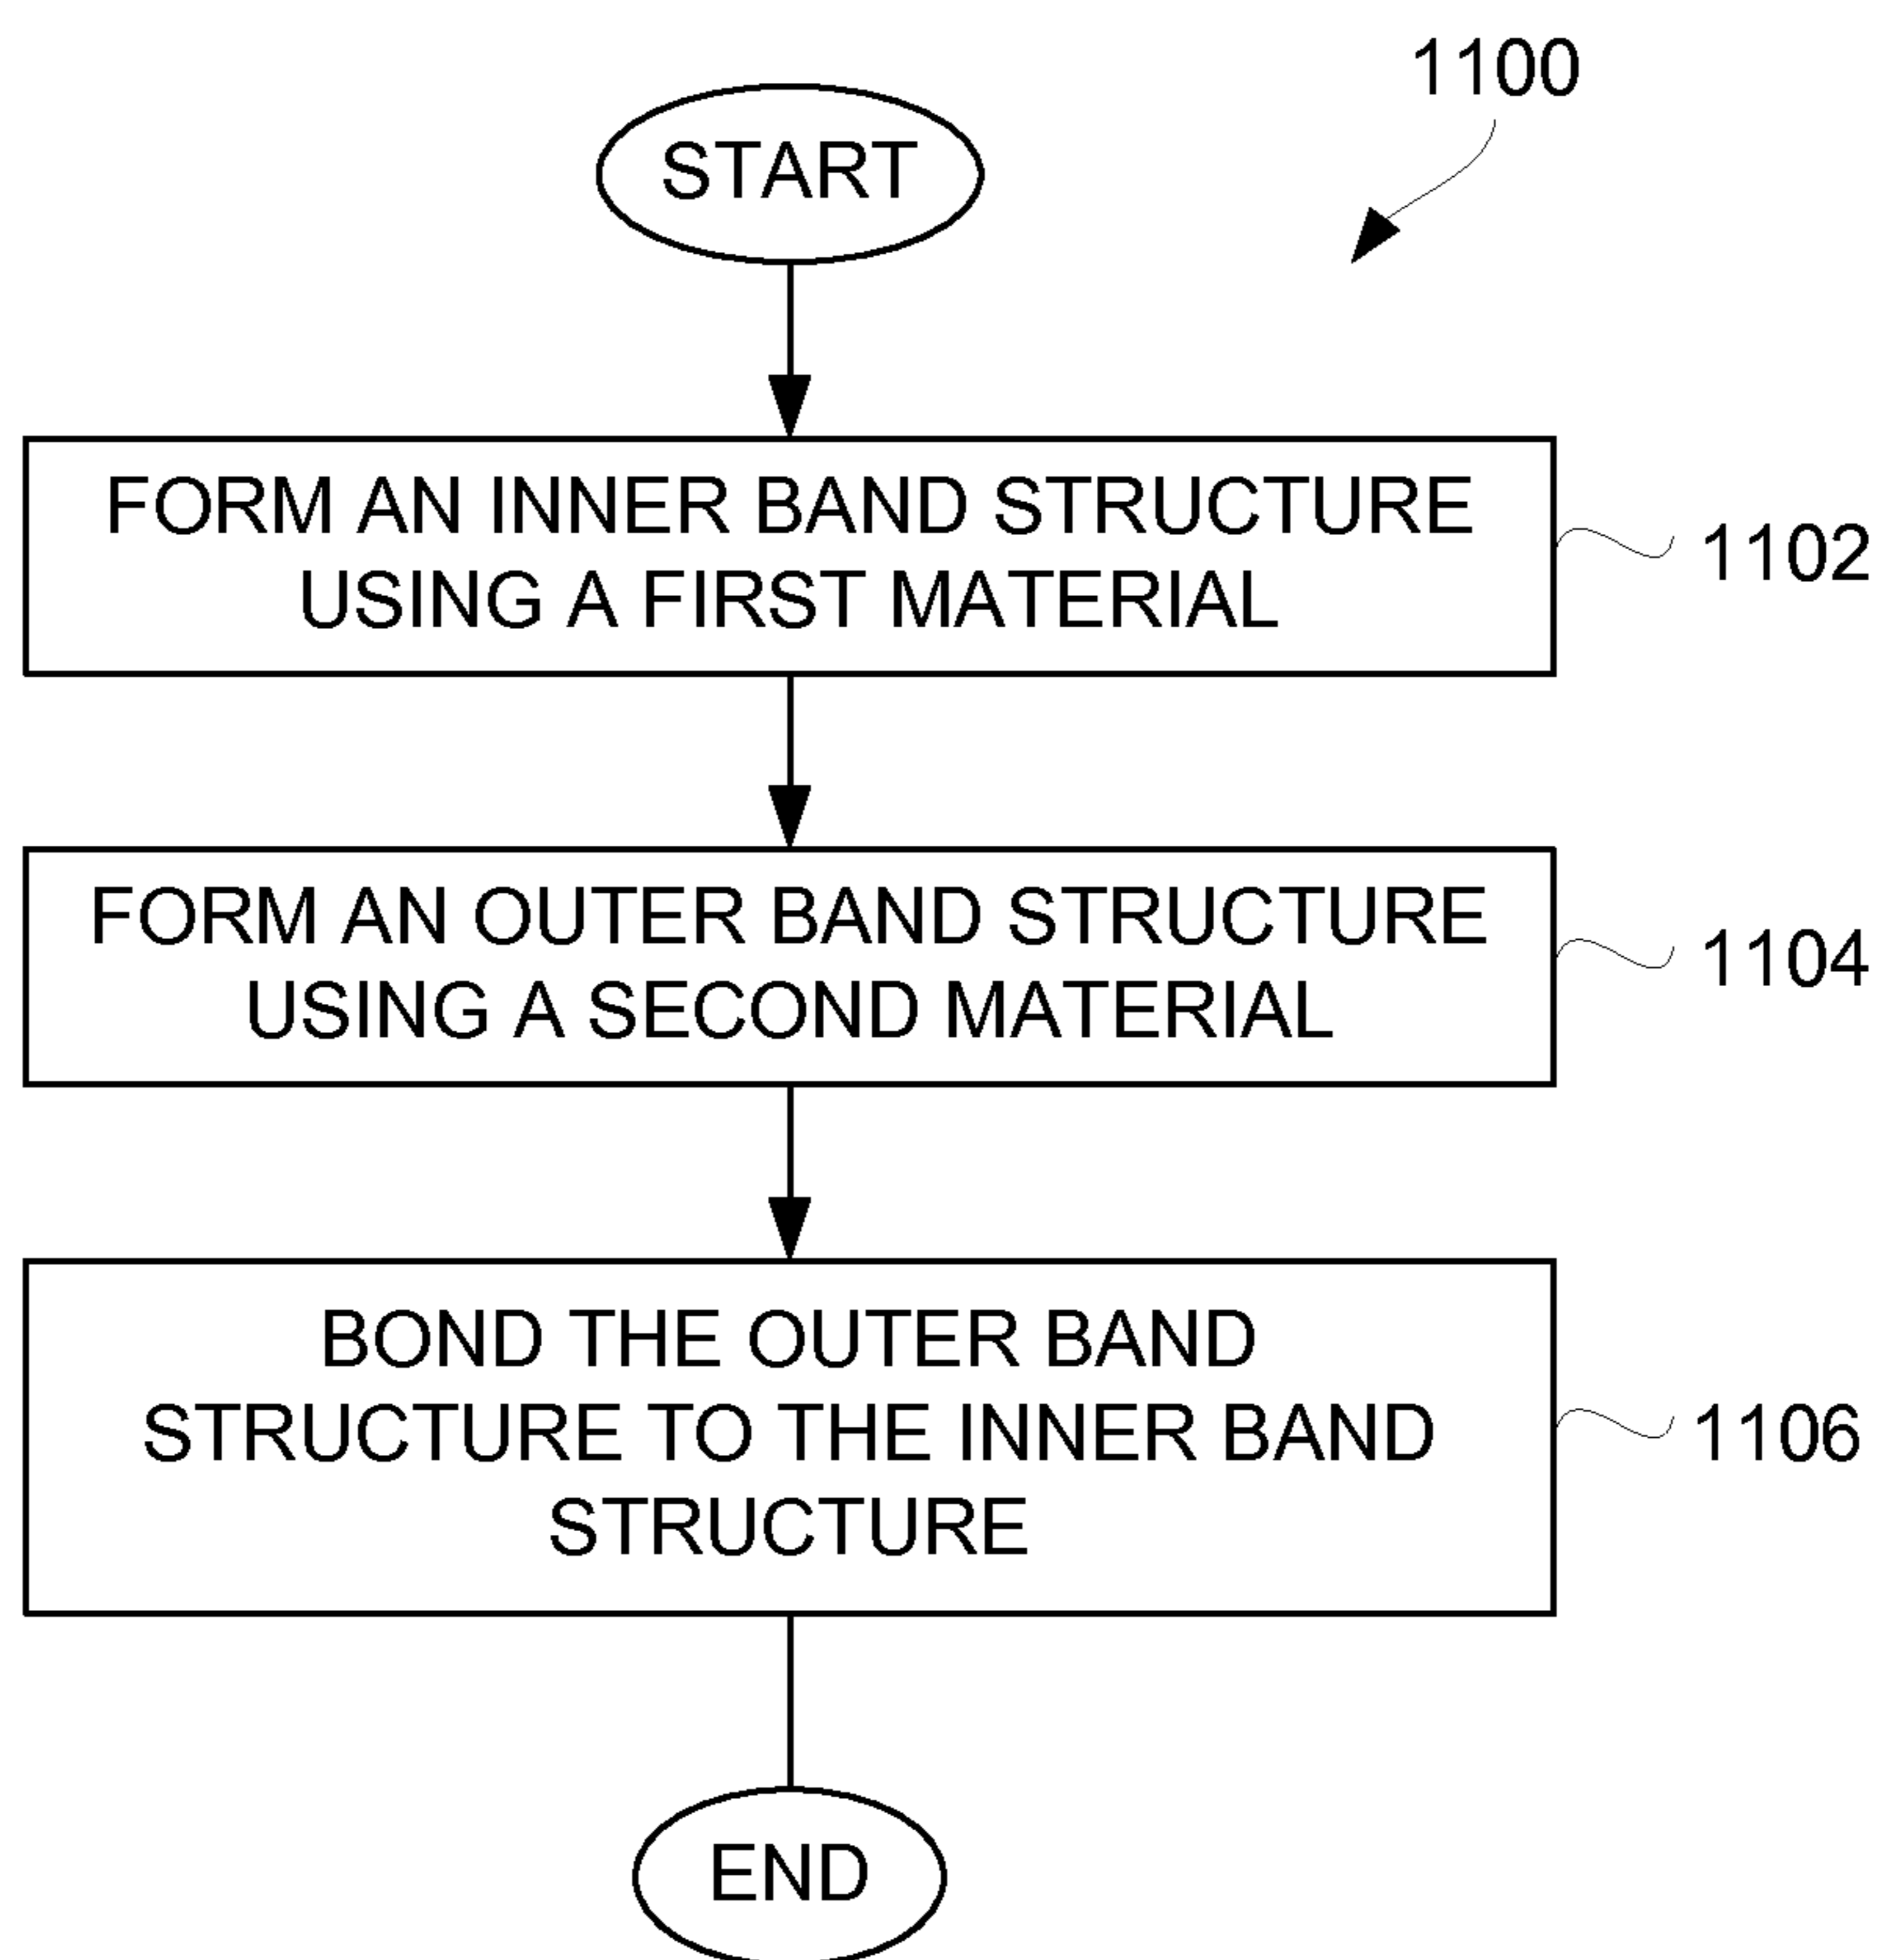 1100
START
FORM AN INNER BAND STRUCTURE
USING A FIRST MATERIAL
1102
FORM AN OUTER BAND STRUCTURE
USING A SECOND MATERIAL
1104
BOND THE OUTER BAND
STRUCTURE TO THE INNER BAND
STRUCTURE
1106
END